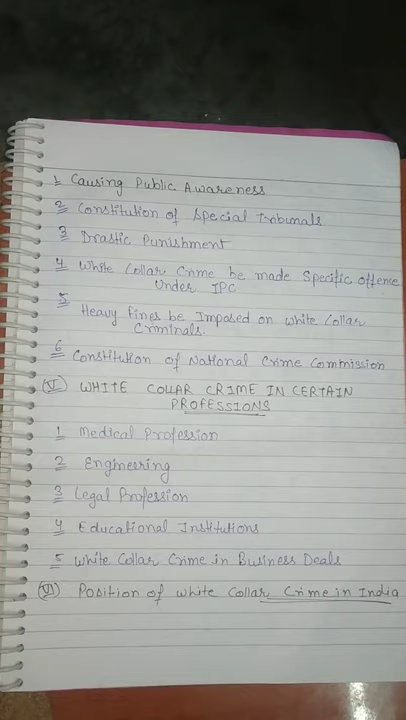 1 Causing Public Awareness
2 Constitution of Special Tribunals
3 Drastic Punishment
4 White Collar Crime be made Specific offence
Under IPC
5
Heavy fines be Imposed on White Collar
Criminals.
6 Constitution of National Crime Commission
(V) WHITE COLLAR CRIME IN CERTAIN
PROFESSIONS
1 Medical Profession
2 Engineering
3 Legal Profession
4 Educational Institutions
5 White Collar Crime in Business Deals
(VI) Position of White Collar Crime in India